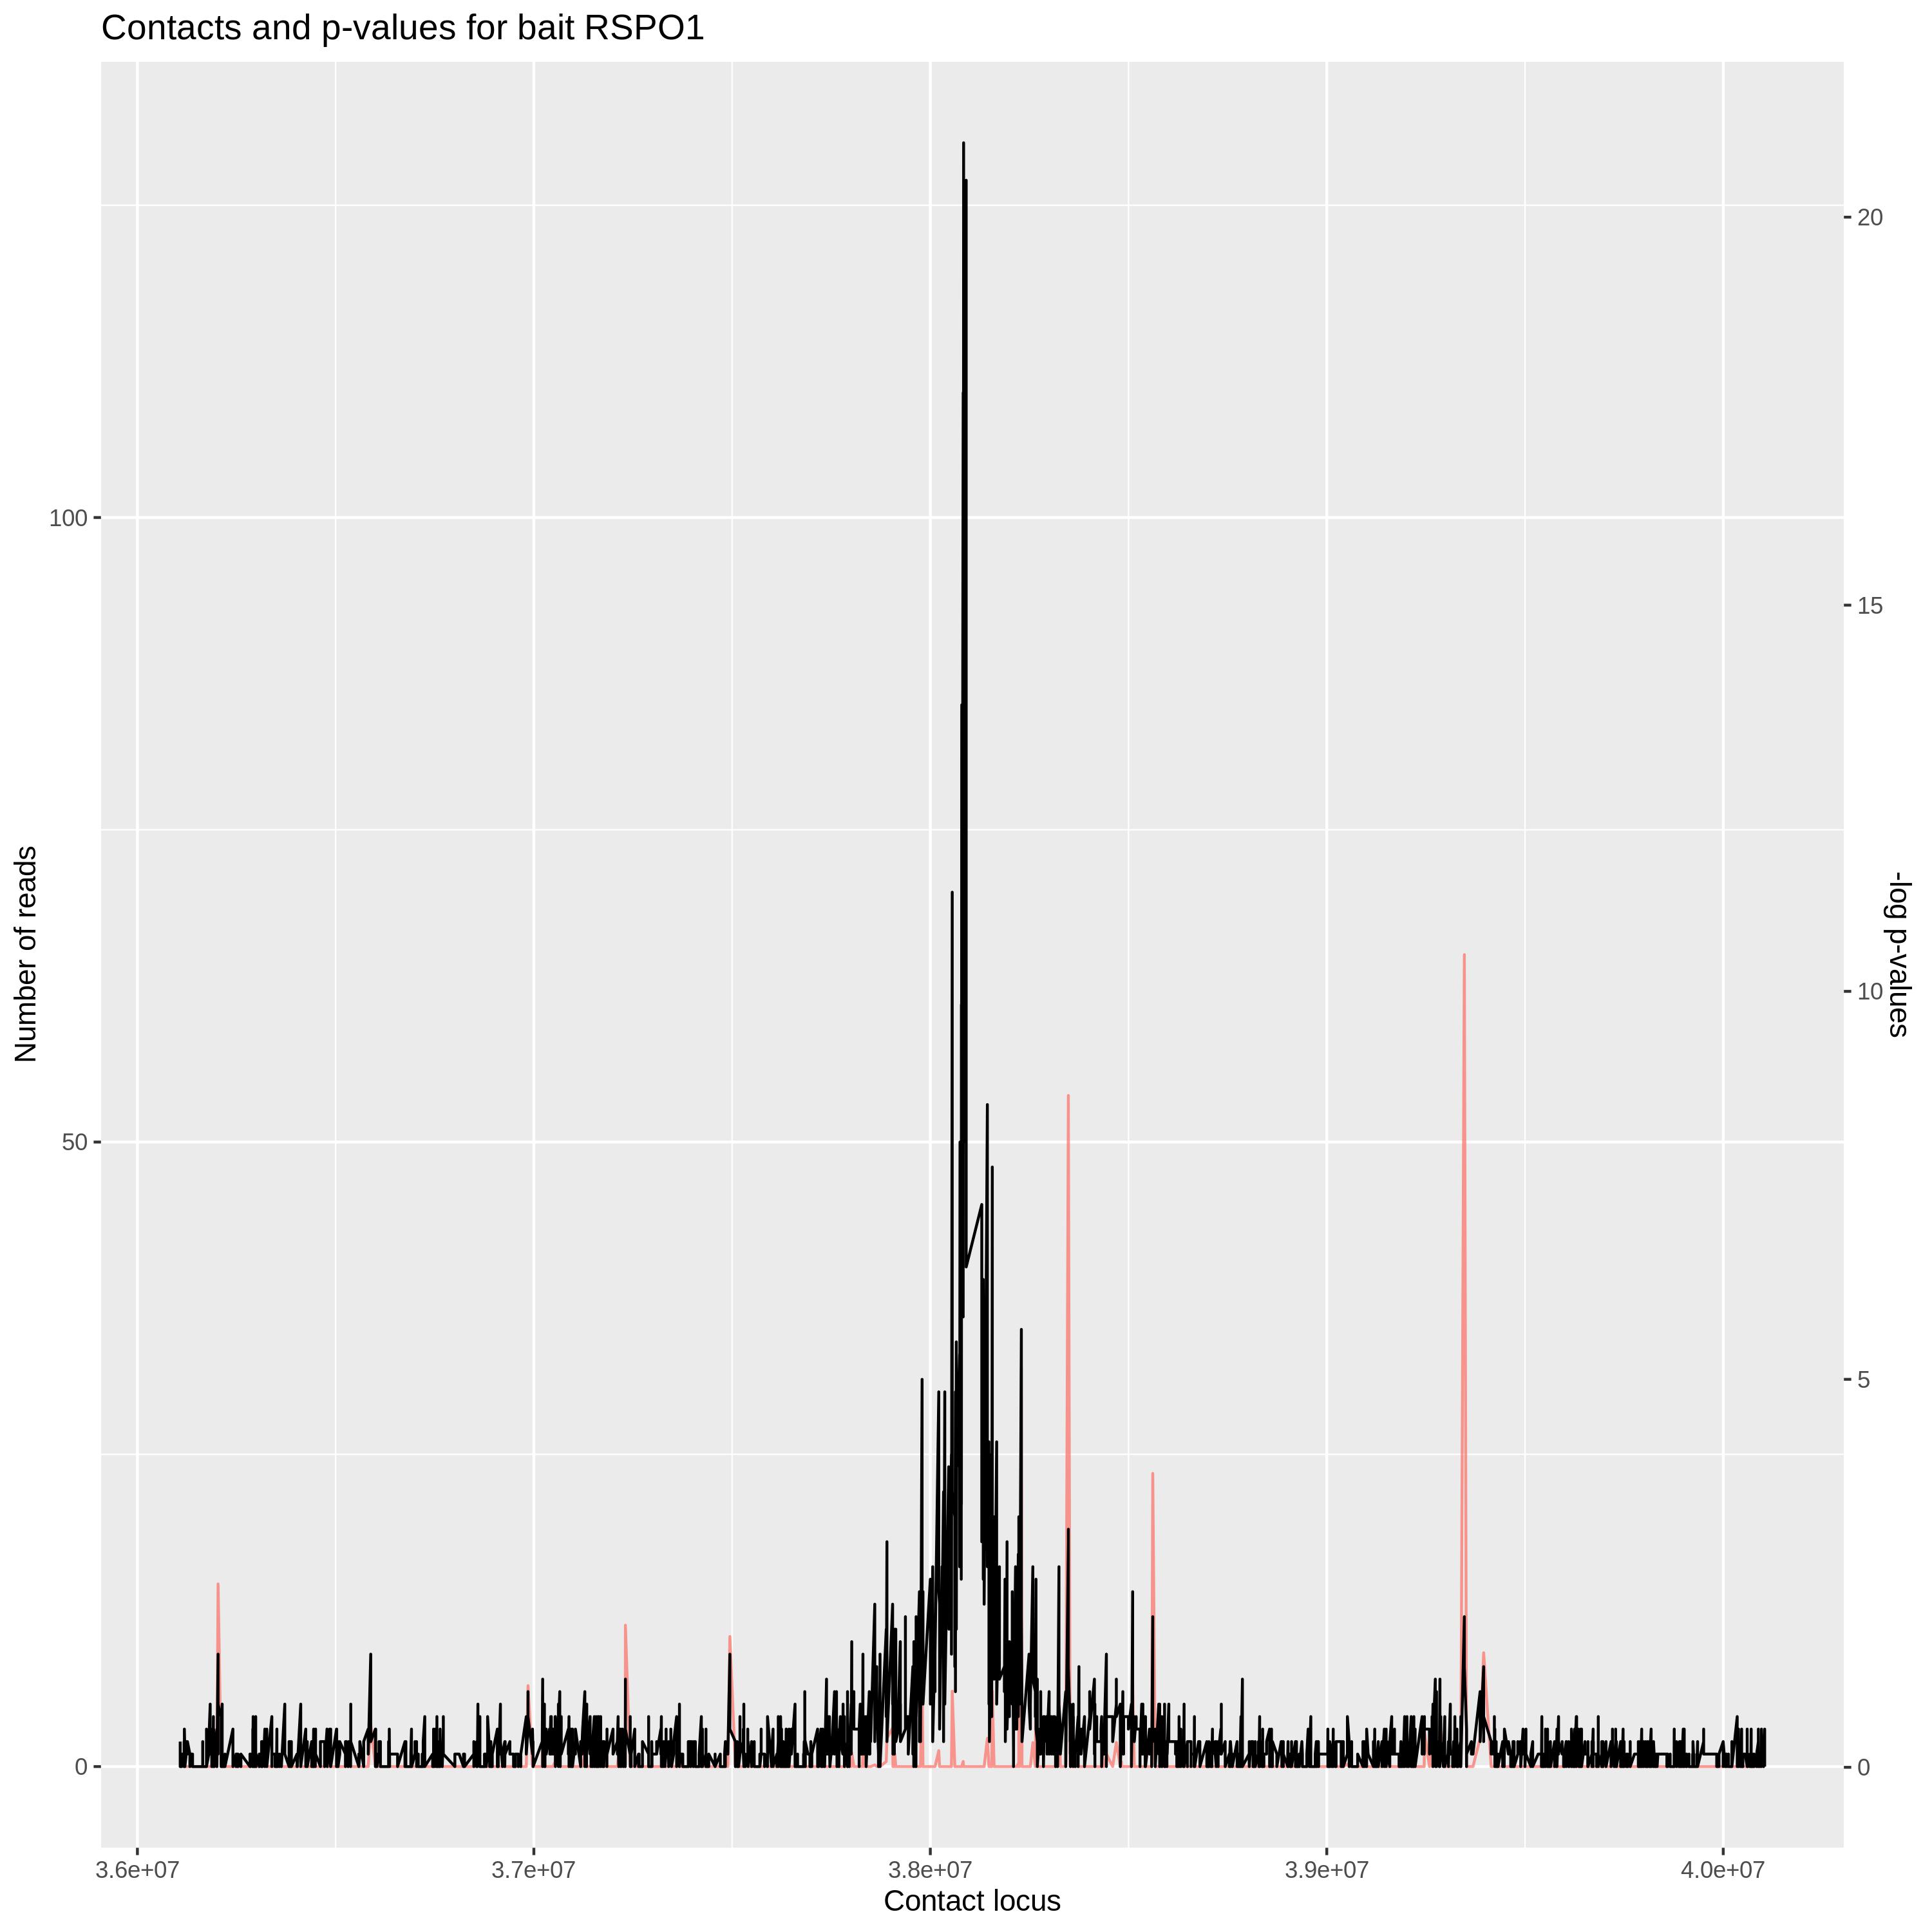 Contacts and p-values for bait RSPO1
Number of reads
100
50
0
20
15
10
5
0
-log p-values
3.6e+07
3.7e+07
3.8e+07
3.9e+07
4.0e+07
Contact locus